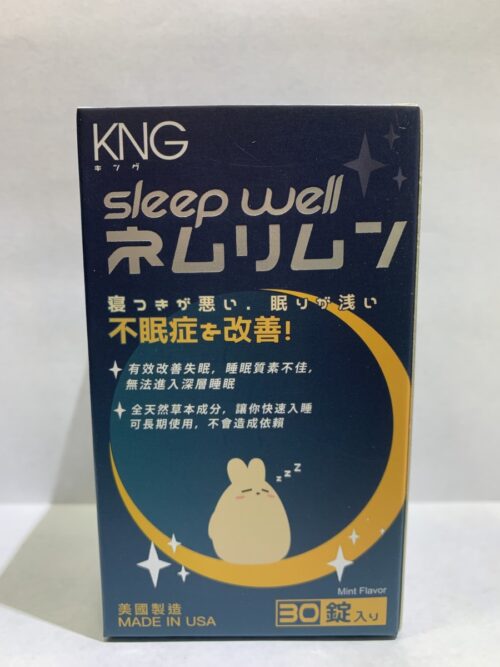 KNG
キング
sleep well
ネムリムン
寝つきが悪い．眠りが浅い
不眠症を改善!
有效改善失眠，睡眠質素不佳，
無法進入深層睡眠
全天然草本成分，讓你快速入睡
可長期使用，不會造成依賴
zzz
Mint Flavor
美國製造
MADE IN USA
30錠入り